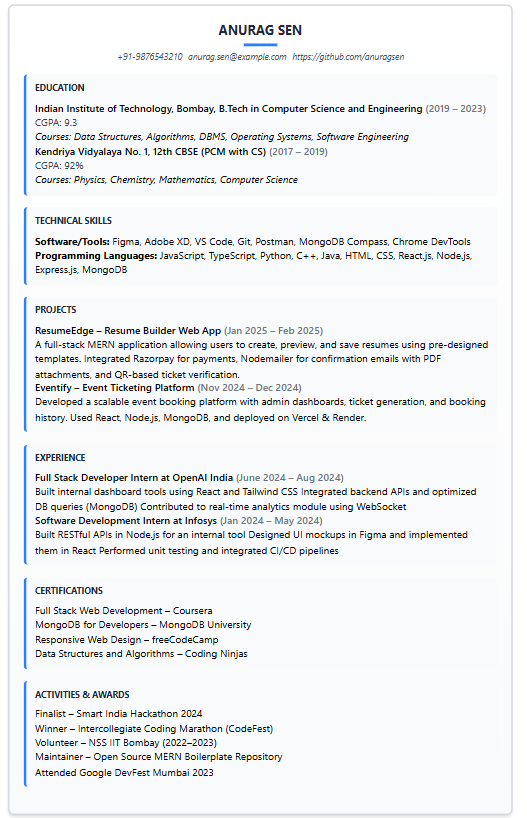 ANURAG SEN
+91-9876543210 anurag.sen@example.com https://github.com/anuragsen
EDUCATION
Indian Institute of Technology, Bombay, B.Tech in Computer Science and Engineering (2019 – 2023)
CGPA: 9.3
Courses: Data Structures, Algorithms, DBMS, Operating Systems, Software Engineering
Kendriya Vidyalaya No. 1, 12th CBSE (PCM with CS) (2017 – 2019)
CGPA: 92%
Courses: Physics, Chemistry, Mathematics, Computer Science
TECHNICAL SKILLS
Software/Tools: Figma, Adobe XD, VS Code, Git, Postman, MongoDB Compass, Chrome DevTools
Programming Languages: JavaScript, TypeScript, Python, C++, Java, HTML, CSS, React.js, Node.js,
Express.js, MongoDB
PROJECTS
ResumeEdge – Resume Builder Web App (Jan 2025 – Feb 2025)
A full-stack MERN application allowing users to create, preview, and save resumes using pre-designed
templates. Integrated Razorpay for payments, Nodemailer for confirmation emails with PDF
attachments, and QR-based ticket verification.
Eventify – Event Ticketing Platform (Nov 2024 – Dec 2024)
Developed a scalable event booking platform with admin dashboards, ticket generation, and booking
history. Used React, Node.js, MongoDB, and deployed on Vercel & Render.
EXPERIENCE
Full Stack Developer Intern at OpenAI India (June 2024 – Aug 2024)
Built internal dashboard tools using React and Tailwind CSS Integrated backend APIs and optimized
DB queries (MongoDB) Contributed to real-time analytics module using WebSocket
Software Development Intern at Infosys (Jan 2024 – May 2024)
Built RESTful APIs in Node.js for an internal tool Designed UI mockups in Figma and implemented
them in React Performed unit testing and integrated CI/CD pipelines
CERTIFICATIONS
Full Stack Web Development – Coursera
MongoDB for Developers – MongoDB University
Responsive Web Design – freeCodeCamp
Data Structures and Algorithms – Coding Ninjas
ACTIVITIES & AWARDS
Finalist – Smart India Hackathon 2024
Winner – Intercollegiate Coding Marathon (CodeFest)
Volunteer – NSS IIT Bombay (2022–2023)
Maintainer – Open Source MERN Boilerplate Repository
Attended Google DevFest Mumbai 2023